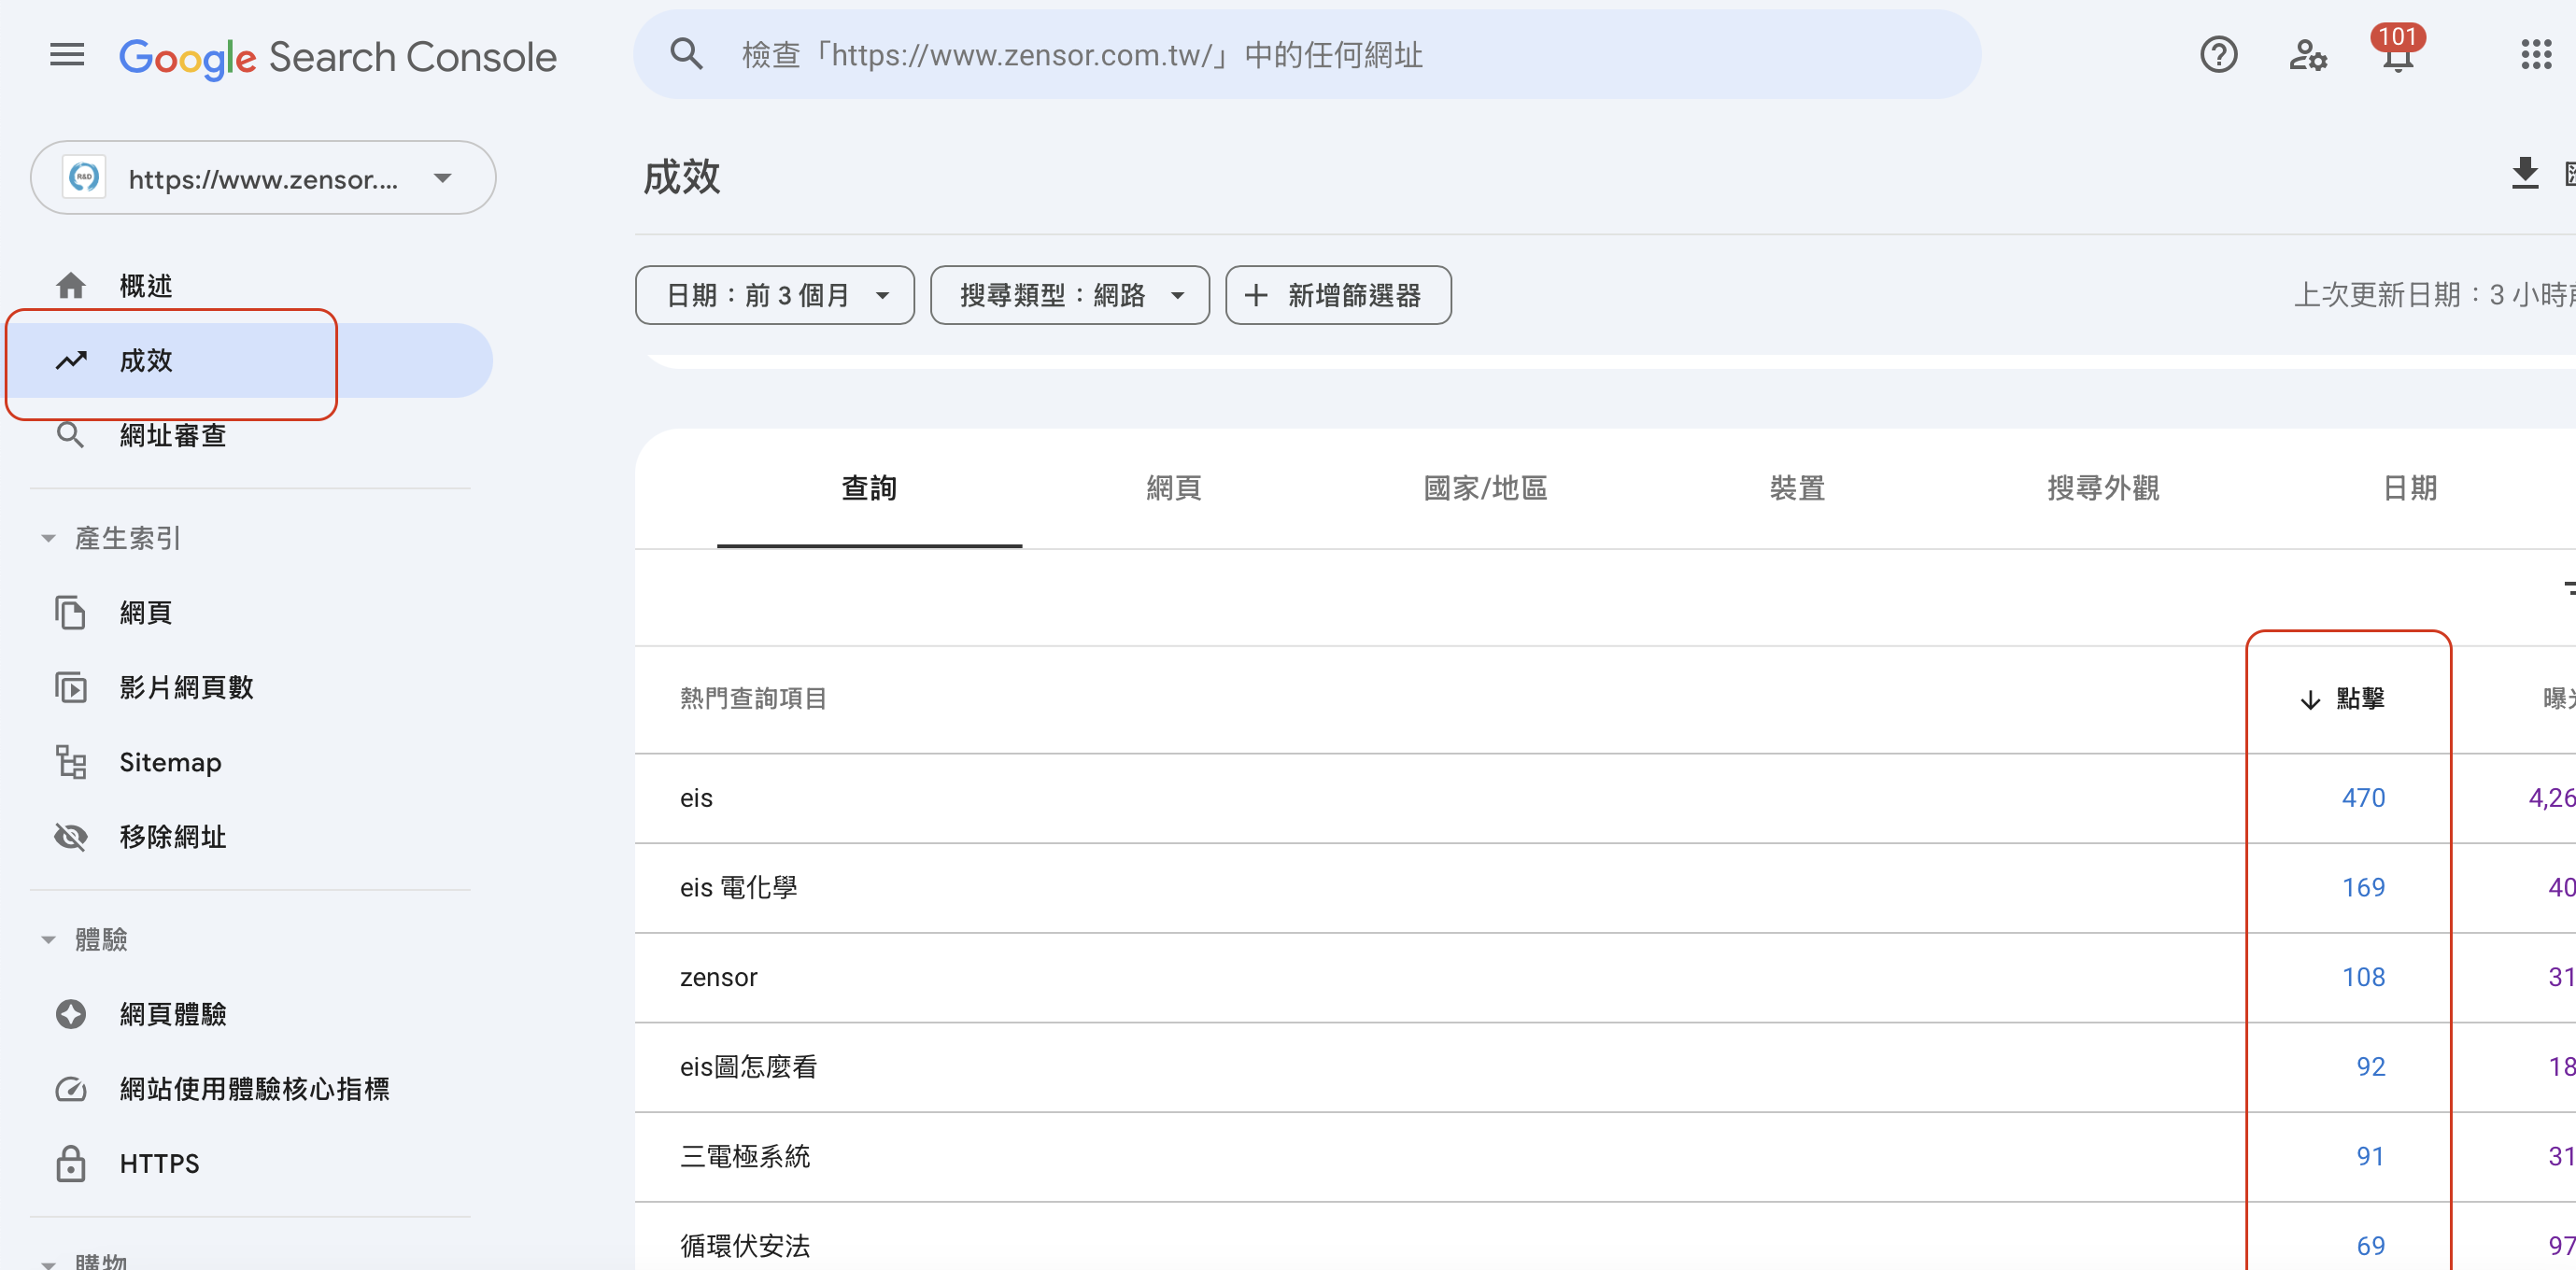 Google Search Console
檢查「https://www.zensor.com.tw/」中的任何網址
101
https://www.zensor....
R&D
概述
成效
網址審查
產生索引
網頁
影片網頁數
Sitemap
移除網址
體驗
網頁體驗
網站使用體驗核心指標
HTTPS
購物
成效
日期：前 3 個月
搜尋類型：網路
新增篩選器
上次更新日期：3 小時前
查詢 網頁 國家/地區 裝置 搜尋外觀 日期
熱門查詢項目 點擊 曝光
eis 470 4,26
eis 電化學 169 40
zensor 108 31
eis圖怎麼看 92 18
三電極系統 91 31
循環伏安法 69 97